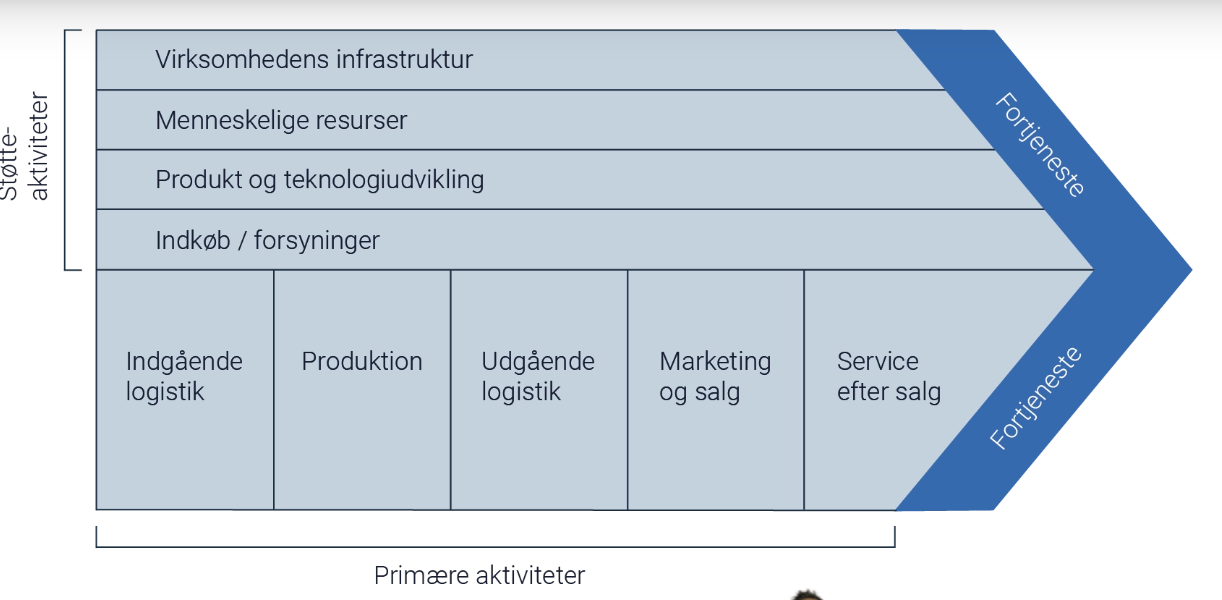 Virksomhedens infrastruktur
Menneskelige resurser
Produkt og teknologiudvikling
Indkøb / forsyninger
Støtte-
aktiviteter
Fortjeneste
Indgående
logistik
Produktion
Udgående
logistik
Marketing
og salg
Service
efter salg
Fortjeneste
Primære aktiviteter